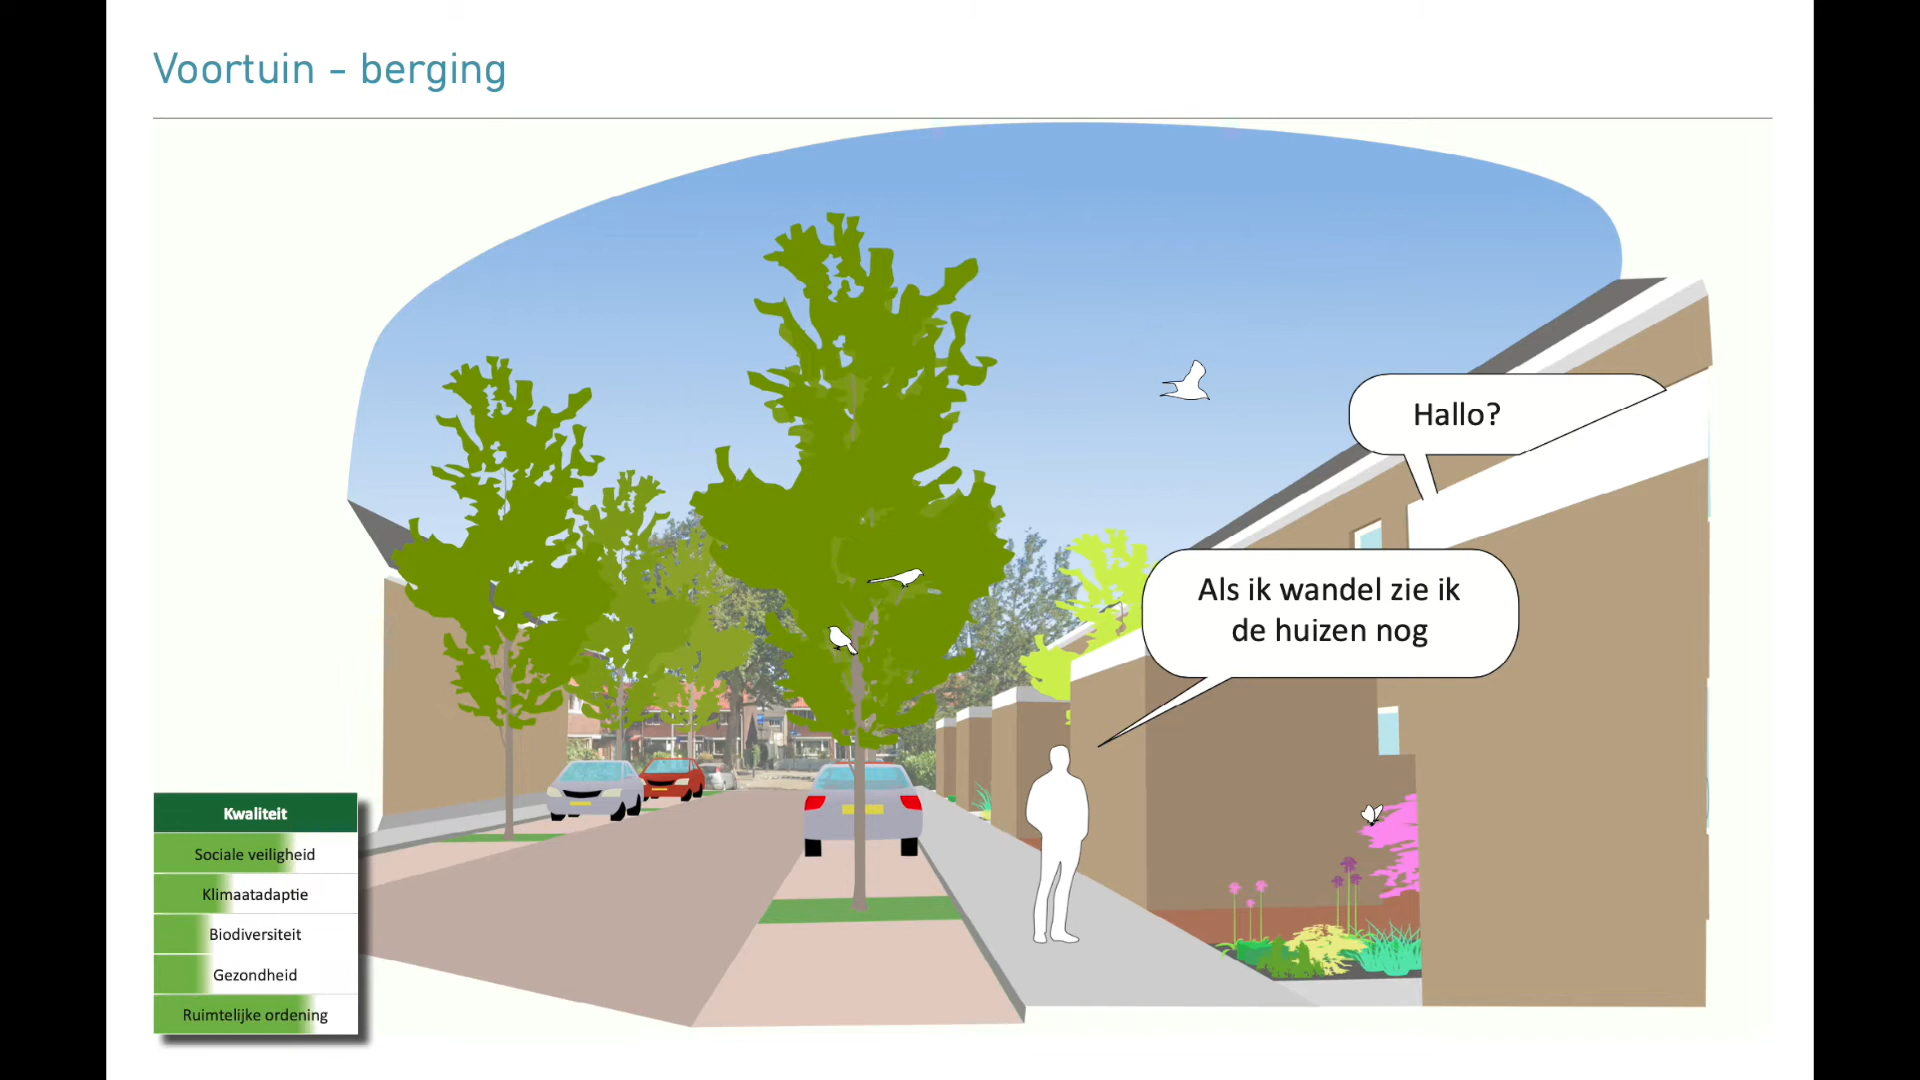 Voortuin - berging
Hallo?
Als ik wandel zie ik
de huizen nog
Kwaliteit
Sociale veiligheid
Klimaatadaptie
Biodiversiteit
Gezondheid
Ruimtelijke ordening